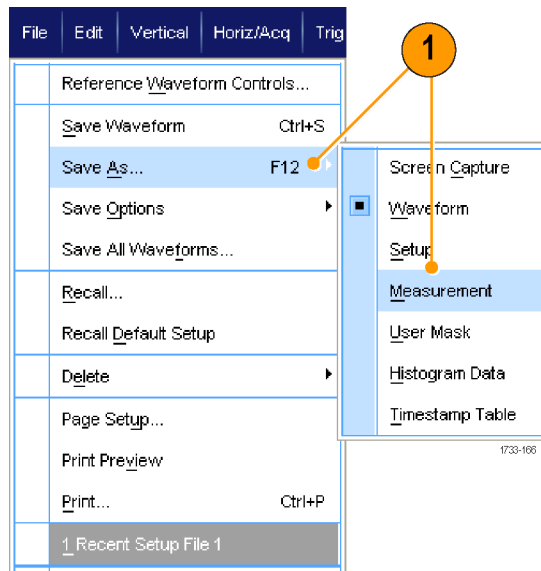 File Edit Vertical Horiz/Acq Trig
1
Reference Waveform Controls...
Save Waveform Ctrl+S
Save As... F12
Save Options
Save All Waveforms...
Recall...
Recall Default Setup
Delete
Page Setup...
Print Preview
Print... Ctrl+P
1 Recent Setup File 1
Screen Capture
Waveform
Setup
Measurement
User Mask
Histogram Data
Timestamp Table
1733-166